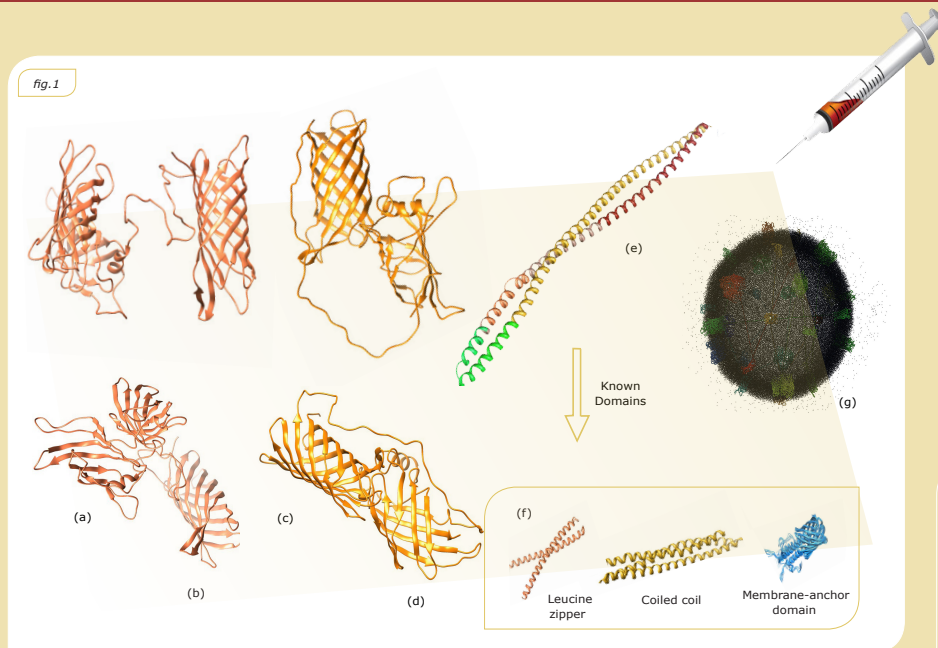 fig.1
(e)
(g)
Known
Domains
(a)
(b)
(c)
(d)
(f)
Leucine
zipper
Coiled coil
Membrane-anchor
domain